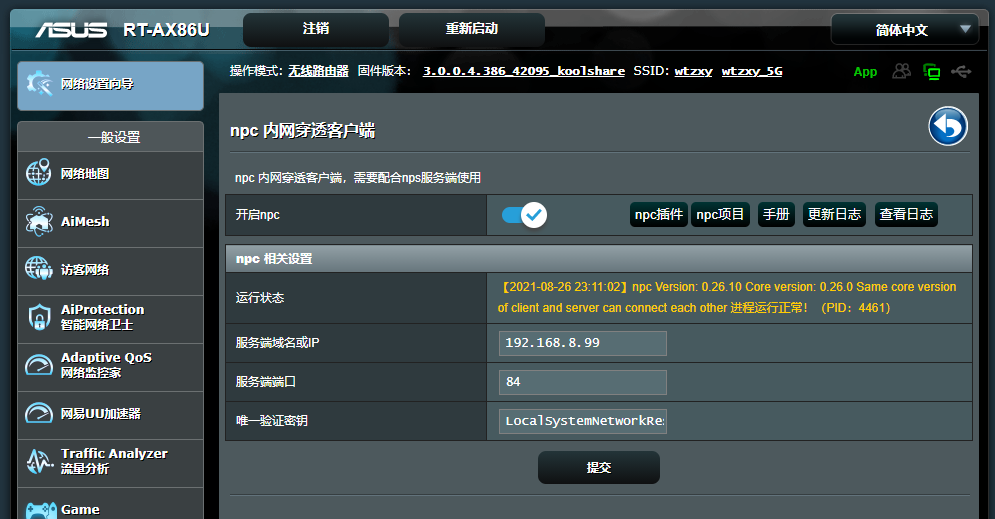 ASUS RT-AX86U 注销 重新启动 简体中文
操作模式: 无线路由器 固件版本: 3.0.0.4.386_42095_koolshare SSID: wtzxy wtzxy_5G App
网络设置向导
一般设置
网络地图
AiMesh
访客网络
AiProtection
智能网络卫士
Adaptive QoS
网络监控家
网易UU加速器
Traffic Analyzer
流量分析
Game
npc 内网穿透客户端
npc 内网穿透客户端，需要配合nps服务端使用
开启npc npc插件 npc项目 手册 更新日志 查看日志
npc 相关设置
运行状态 【2021-08-26 23:11:02】npc Version: 0.26.10 Core version: 0.26.0 Same core version
of client and server can connect each other 进程运行正常！（PID：4461）
服务端域名或IP 192.168.8.99
服务端端口 84
唯一验证密钥 LocalSystemNetworkRe
提交